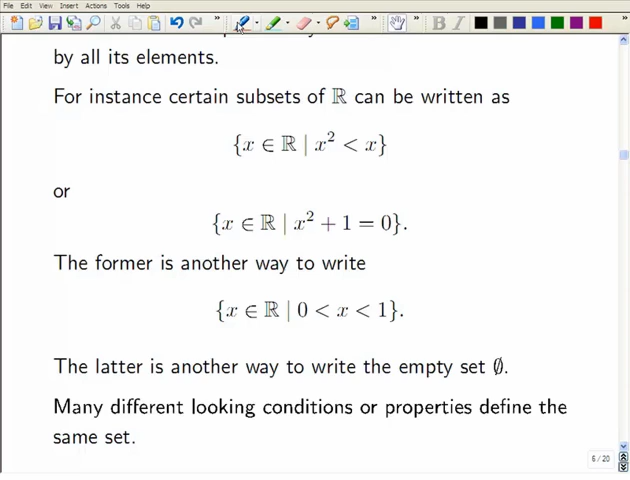 File Edit View Insert Actions Tools Help
by all its elements.
For instance certain subsets of ℝ can be written as
{x ∈ ℝ | x² < x}
or
{x ∈ ℝ | x² + 1 = 0}.
The former is another way to write
{x ∈ ℝ | 0 < x < 1}.
The latter is another way to write the empty set ∅.
Many different looking conditions or properties define the
same set.
6 / 20